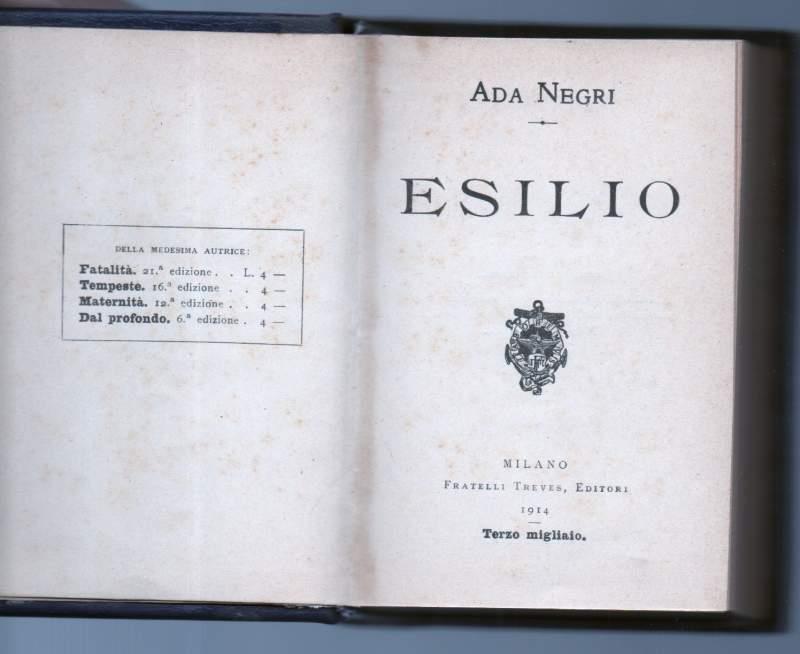 DELLA MEDESIMA AUTRICE:
Fatalità. 21.ª edizione . . L. 4 —
Tempeste. 16.ª edizione . . 4 —
Maternità. 12.ª edizione . . 4 —
Dal profondo. 6.ª edizione . 4 —
ADA NEGRI
ESILIO
MILANO
FRATELLI TREVES, EDITORI
1914
Terzo migliaio.